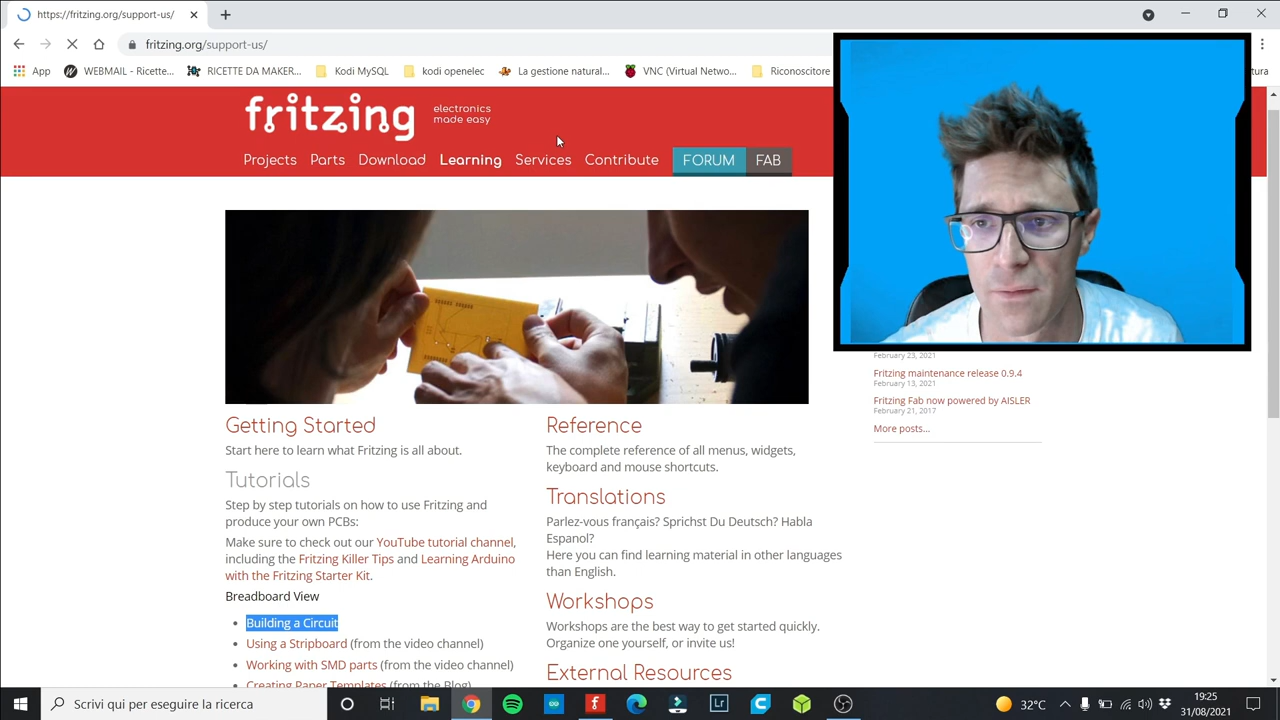 https://fritzing.org/support-us/
fritzing.org/support-us/
App
WEBMAIL - Ricette...
RICETTE DA MAKER...
Kodi MySQL
kodi openelec
La gestione natural...
VNC (Virtual Netwo...
Riconoscitore
fritzing
electronics
made easy
Projects
Parts
Download
Learning
Services
Contribute
FORUM
FAB
February 23, 2021
Fritzing maintenance release 0.9.4
February 13, 2021
Fritzing Fab now powered by AISLER
February 21, 2017
More posts...
Getting Started
Start here to learn what Fritzing is all about.
Tutorials
Step by step tutorials on how to use Fritzing and
produce your own PCBs:
Make sure to check out our YouTube tutorial channel,
including the Fritzing Killer Tips and Learning Arduino
with the Fritzing Starter Kit.
Breadboard View
Building a Circuit
Using a Stripboard (from the video channel)
Working with SMD parts (from the video channel)
Creating Paper Templates (from the Blog)
Reference
The complete reference of all menus, widgets,
keyboard and mouse shortcuts.
Translations
Parlez-vous français? Sprichst Du Deutsch? Habla
Espanol?
Here you can find learning material in other languages
than English.
Workshops
Workshops are the best way to get started quickly.
Organize one yourself, or invite us!
External Resources
Scrivi qui per eseguire la ricerca
Lr
32°C
19:25
31/08/2021